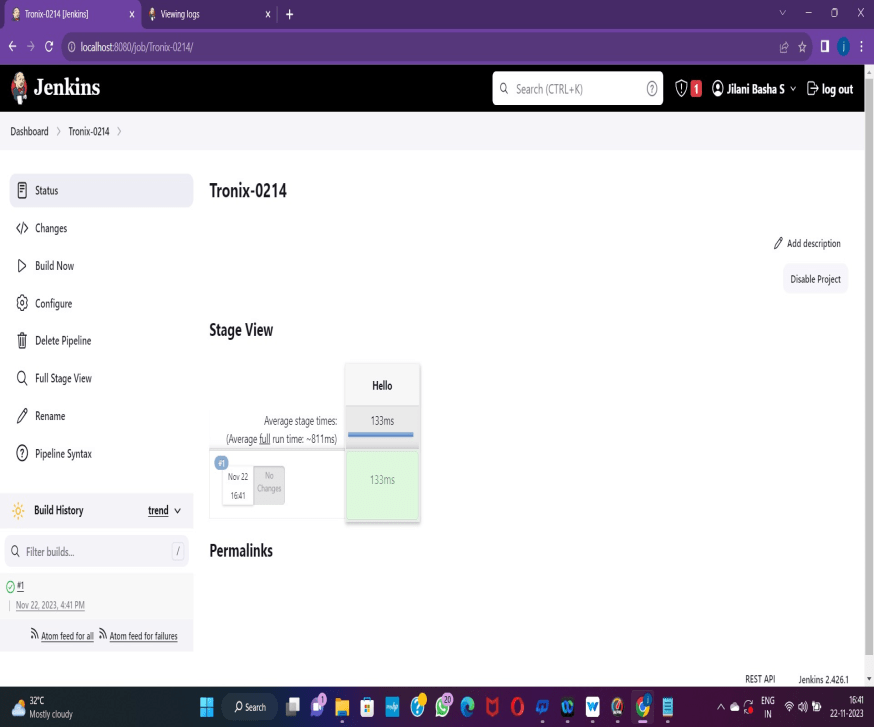 Tronix-0214 [Jenkins]
Viewing logs
localhost:8080/job/Tronix-0214/
Jenkins
Search (CTRL+K)
1
Jilani Basha S
log out
Dashboard
Tronix-0214
Status
Changes
Build Now
Configure
Delete Pipeline
Full Stage View
Rename
Pipeline Syntax
Build History
trend
Filter builds...
/
#1
Nov 22, 2023, 4:41 PM
Atom feed for all
Atom feed for failures
Tronix-0214
Add description
Disable Project
Stage View
Hello
Average stage times:
133ms
(Average full run time: ~811ms)
#1
Nov 22
16:41
No
Changes
133ms
Permalinks
REST API
Jenkins 2.426.1
32°C
Mostly cloudy
Search
20
ENG
IN
16:41
22-11-2023